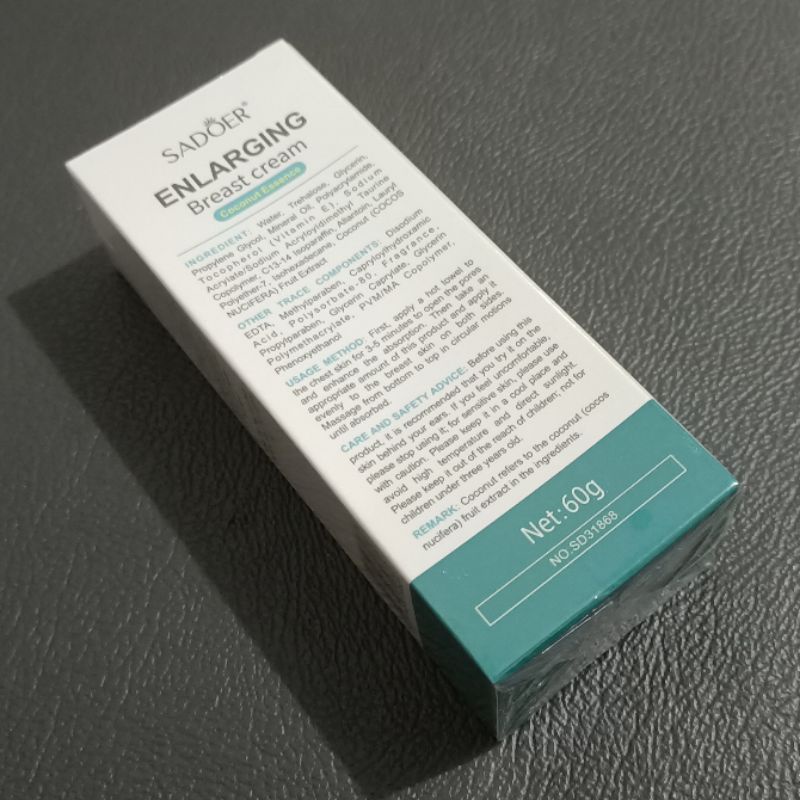 SADOER®
ENLARGING
Breast cream
Coconut Essence
INGREDIENT: Water, Trehalose, Glycerin,
Propylene Glycol, Mineral Oil, Polyacrylamide,
Tocopherol (Vitamin E), Sodium
Acrylate/Sodium Acryloyldimethyl Taurine
Copolymer, C13-14 Isoparaffin, Allantoin, Lauryl
Polyether-7, Isohexadecane, Coconut (COCOS
NUCIFERA) Fruit Extract
OTHER TRACE COMPONENTS: Disodium
EDTA, Methylparaben, Capryloylhydroxamic
Acid, Polysorbate-80, Fragrance,
Propylparaben, Glycerin Caprylate, Glycerin
Polymethacrylate, PVM/MA Copolymer,
Phenoxyethanol
USAGE METHOD: First, apply a hot towel to
the chest skin for 3-5 minutes to open the pores
and enhance the absorption. Then take an
appropriate amount of this product and apply it
evenly to the breast skin on both sides.
Massage from bottom to top in circular motions
until absorbed.
CARE AND SAFETY ADVICE: Before using this
product, it is recommended that you try it on the
skin behind your ears. If you feel uncomfortable,
please stop using it; for sensitive skin, please use
with caution. Please keep it in a cool place and
avoid high temperature and direct sunlight.
Please keep it out of the reach of children; not for
children under three years old.
REMARK: Coconut refers to the coconut (cocos
nucifera) fruit extract in the ingredients.
Net:60g
NO.SD31868